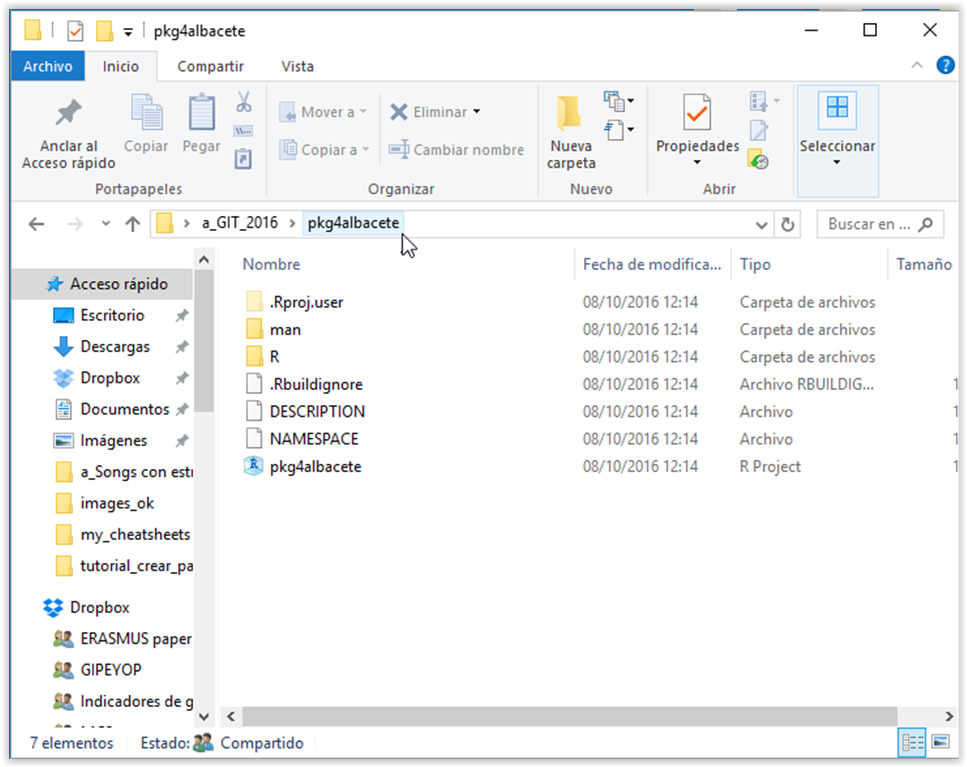 pkg4albacete
Archivo Inicio Compartir Vista
Anclar al Acceso rápido
Copiar
Pegar
Portapapeles
Mover a
Copiar a
Eliminar
Cambiar nombre
Organizar
Nueva carpeta
Nuevo
Propiedades
Abrir
Seleccionar
a_GIT_2016 > pkg4albacete
Buscar en ...
Nombre Fecha de modifica... Tipo Tamaño
.Rproj.user 08/10/2016 12:14 Carpeta de archivos
man 08/10/2016 12:14 Carpeta de archivos
R 08/10/2016 12:14 Carpeta de archivos
.Rbuildignore 08/10/2016 12:14 Archivo RBUILDIG... 1
DESCRIPTION 08/10/2016 12:14 Archivo 1
NAMESPACE 08/10/2016 12:14 Archivo 1
pkg4albacete 08/10/2016 12:14 R Project 1
Acceso rápido
Escritorio
Descargas
Dropbox
Documentos
Imágenes
a_Songs con estr
images_ok
my_cheatsheets
tutorial_crear_pa
Dropbox
ERASMUS paper
GIPEYOP
Indicadores de g
7 elementos Estado: Compartido